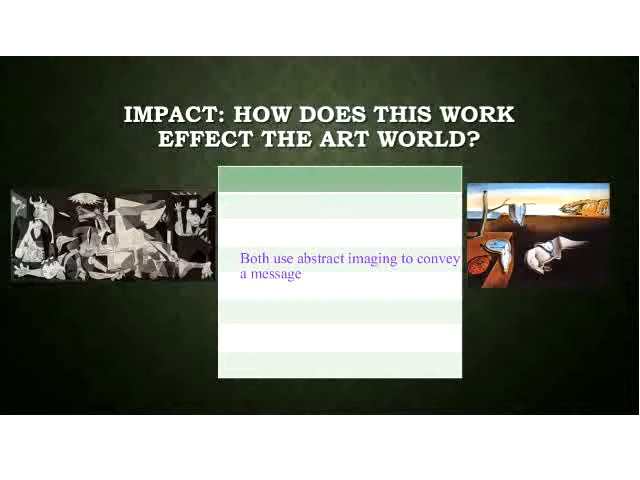 IMPACT: HOW DOES THIS WORK
EFFECT THE ART WORLD?
Both use abstract imaging to convey
a message